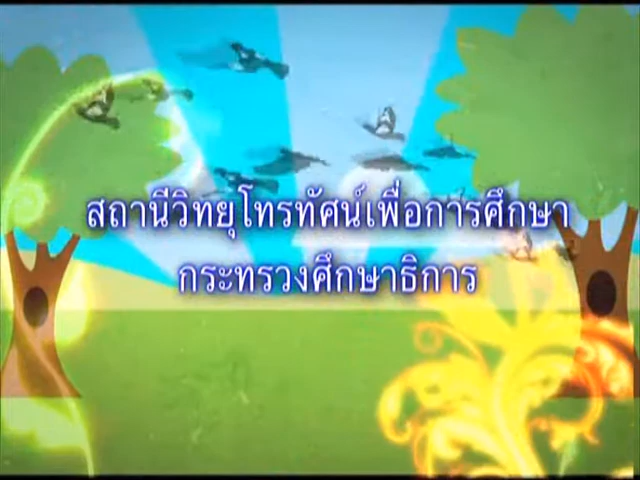 สถานีวิทยุโทรทัศน์เพื่อการศึกษา
กระทรวงศึกษาธิการ